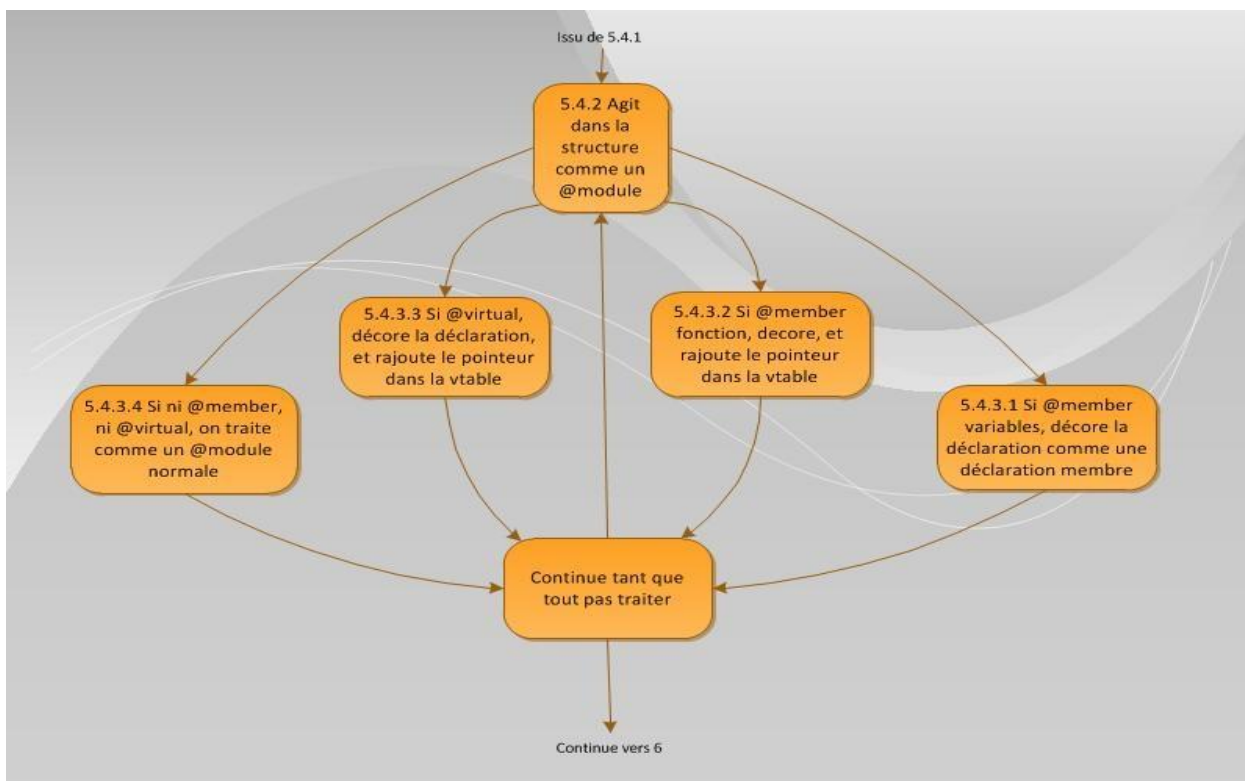 Issu de 5.4.1
5.4.2 Agit
dans la
structure
comme un
@module
5.4.3.3 Si @virtual,
décore la déclaration,
et rajoute le pointeur
dans la vtable
5.4.3.2 Si @member
fonction, decore, et
rajoute le pointeur
dans la vtable
5.4.3.4 Si ni @member,
ni @virtual, on traite
comme un @module
normale
5.4.3.1 Si @member
variables, décore la
déclaration comme une
déclaration membre
Continue tant que
tout pas traiter
Continue vers 6